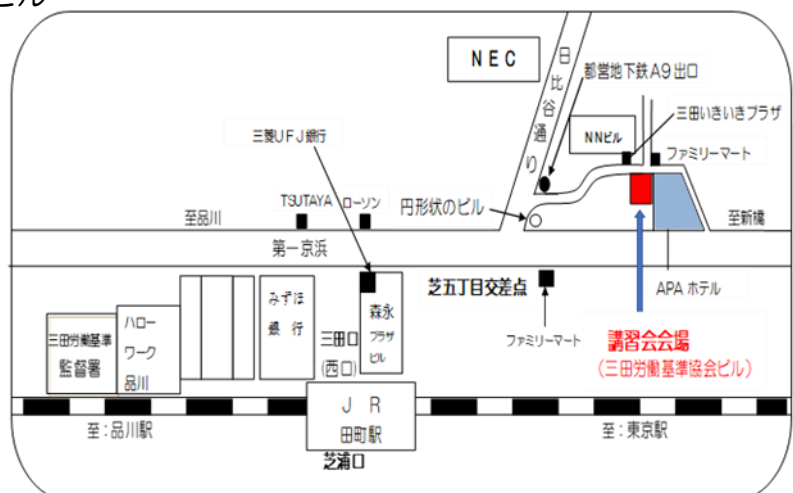 ビル
NEC
日比谷通り
都営地下鉄A9出口
三田いきいきプラザ
NNビル
三菱UFJ銀行
ファミリーマート
TSUTAYA
ローソン
円形状のビル
至品川
至新橋
第一京浜
APAホテル
芝五丁目交差点
みずほ
銀行
森永
プラザ
ビル
ハロー
ワーク
品川
三田労働基準
監督署
三田口
(西口)
ファミリーマート
講習会会場
(三田労働基準協会ビル)
JR
田町駅
至:品川駅
至:東京駅
芝浦口